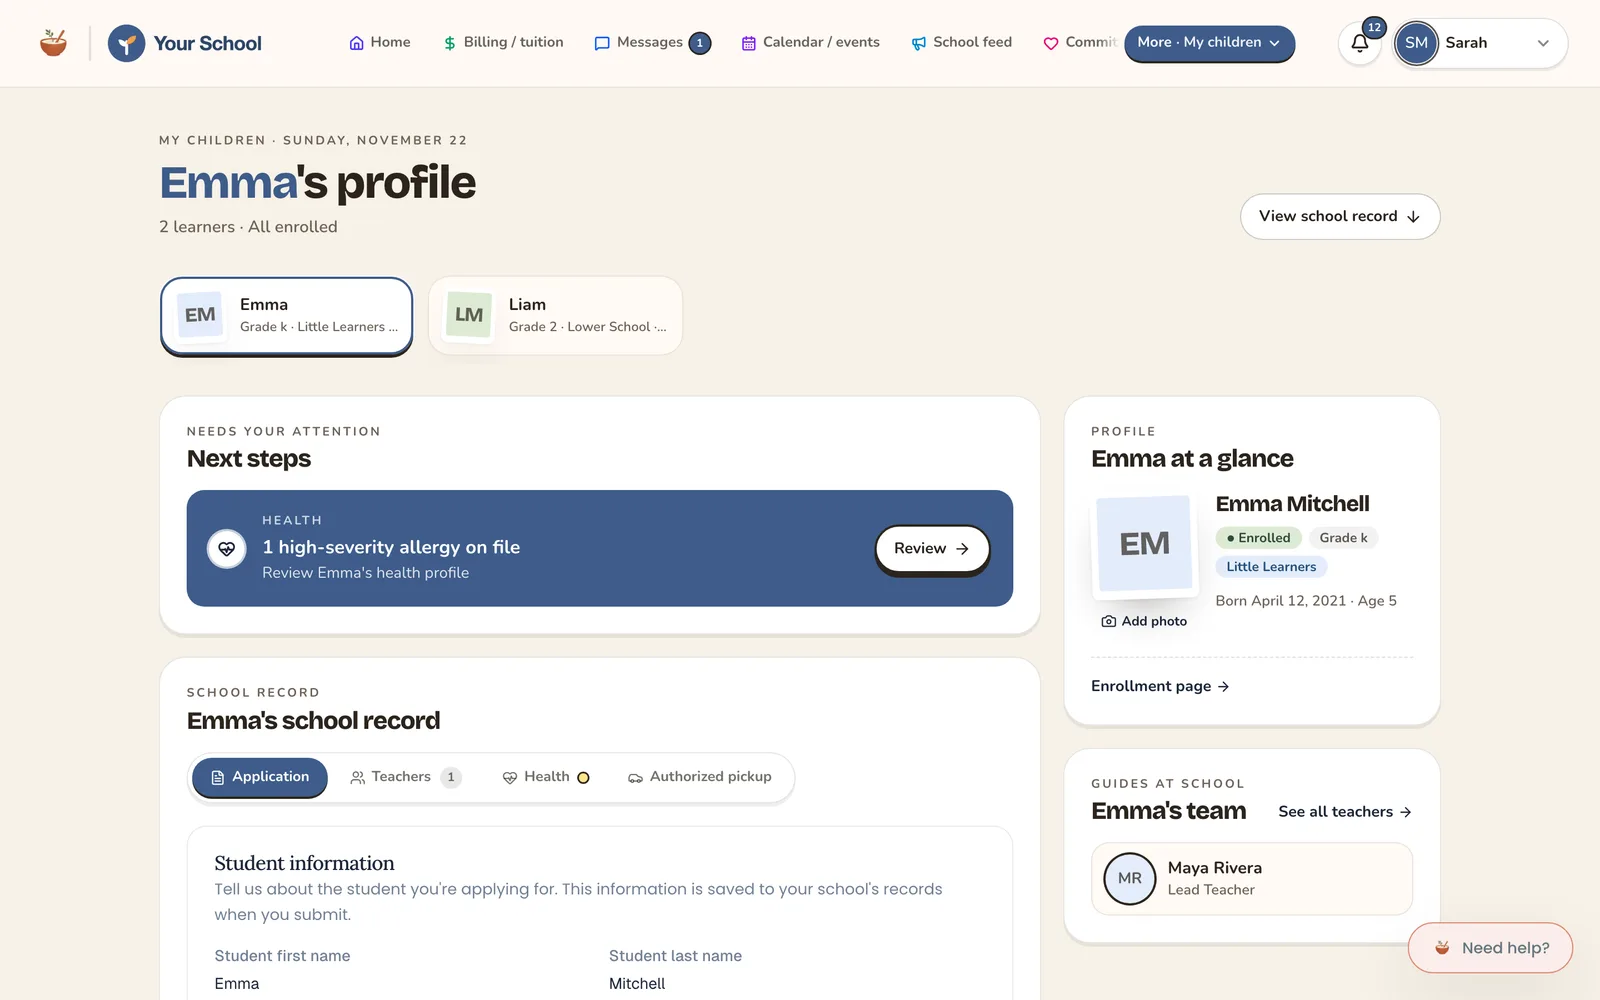 Your School
Home
Billing / tuition
Messages 1
Calendar / events
School feed
Commit
More · My children
12
SM
Sarah
MY CHILDREN · SUNDAY, NOVEMBER 22
Emma's profile
2 learners · All enrolled
View school record
EM
Emma
Grade k · Little Learners ...
LM
Liam
Grade 2 · Lower School ·...
NEEDS YOUR ATTENTION
Next steps
HEALTH
1 high-severity allergy on file
Review Emma's health profile
Review
SCHOOL RECORD
Emma's school record
Application
Teachers 1
Health
Authorized pickup
Student information
Tell us about the student you're applying for. This information is saved to your school's records
when you submit.
Student first name
Student last name
Emma
Mitchell
PROFILE
Emma at a glance
EM
Emma Mitchell
Enrolled
Grade k
Little Learners
Born April 12, 2021 · Age 5
Add photo
Enrollment page
GUIDES AT SCHOOL
Emma's team
See all teachers
MR
Maya Rivera
Lead Teacher
Need help?